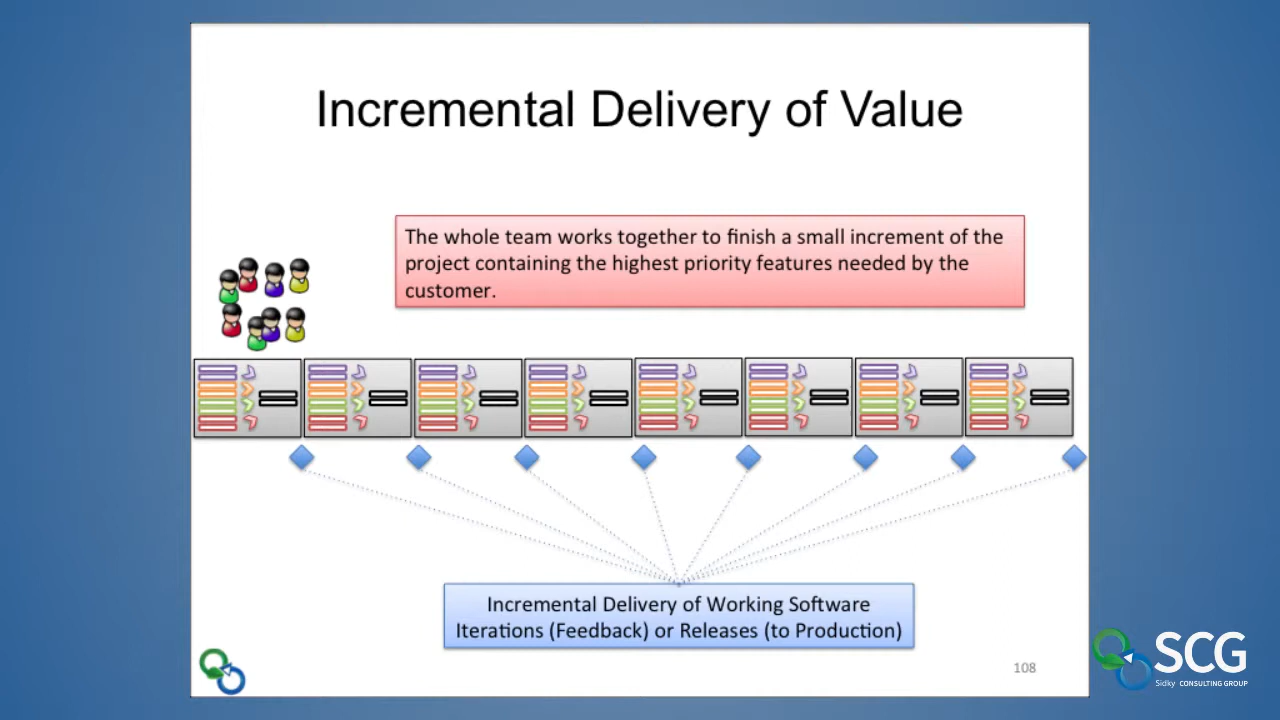 Incremental Delivery of Value
The whole team works together to finish a small increment of the
project containing the highest priority features needed by the
customer.
Incremental Delivery of Working Software
Iterations (Feedback) or Releases (to Production)
108
SCG
Sidky CONSULTING GROUP